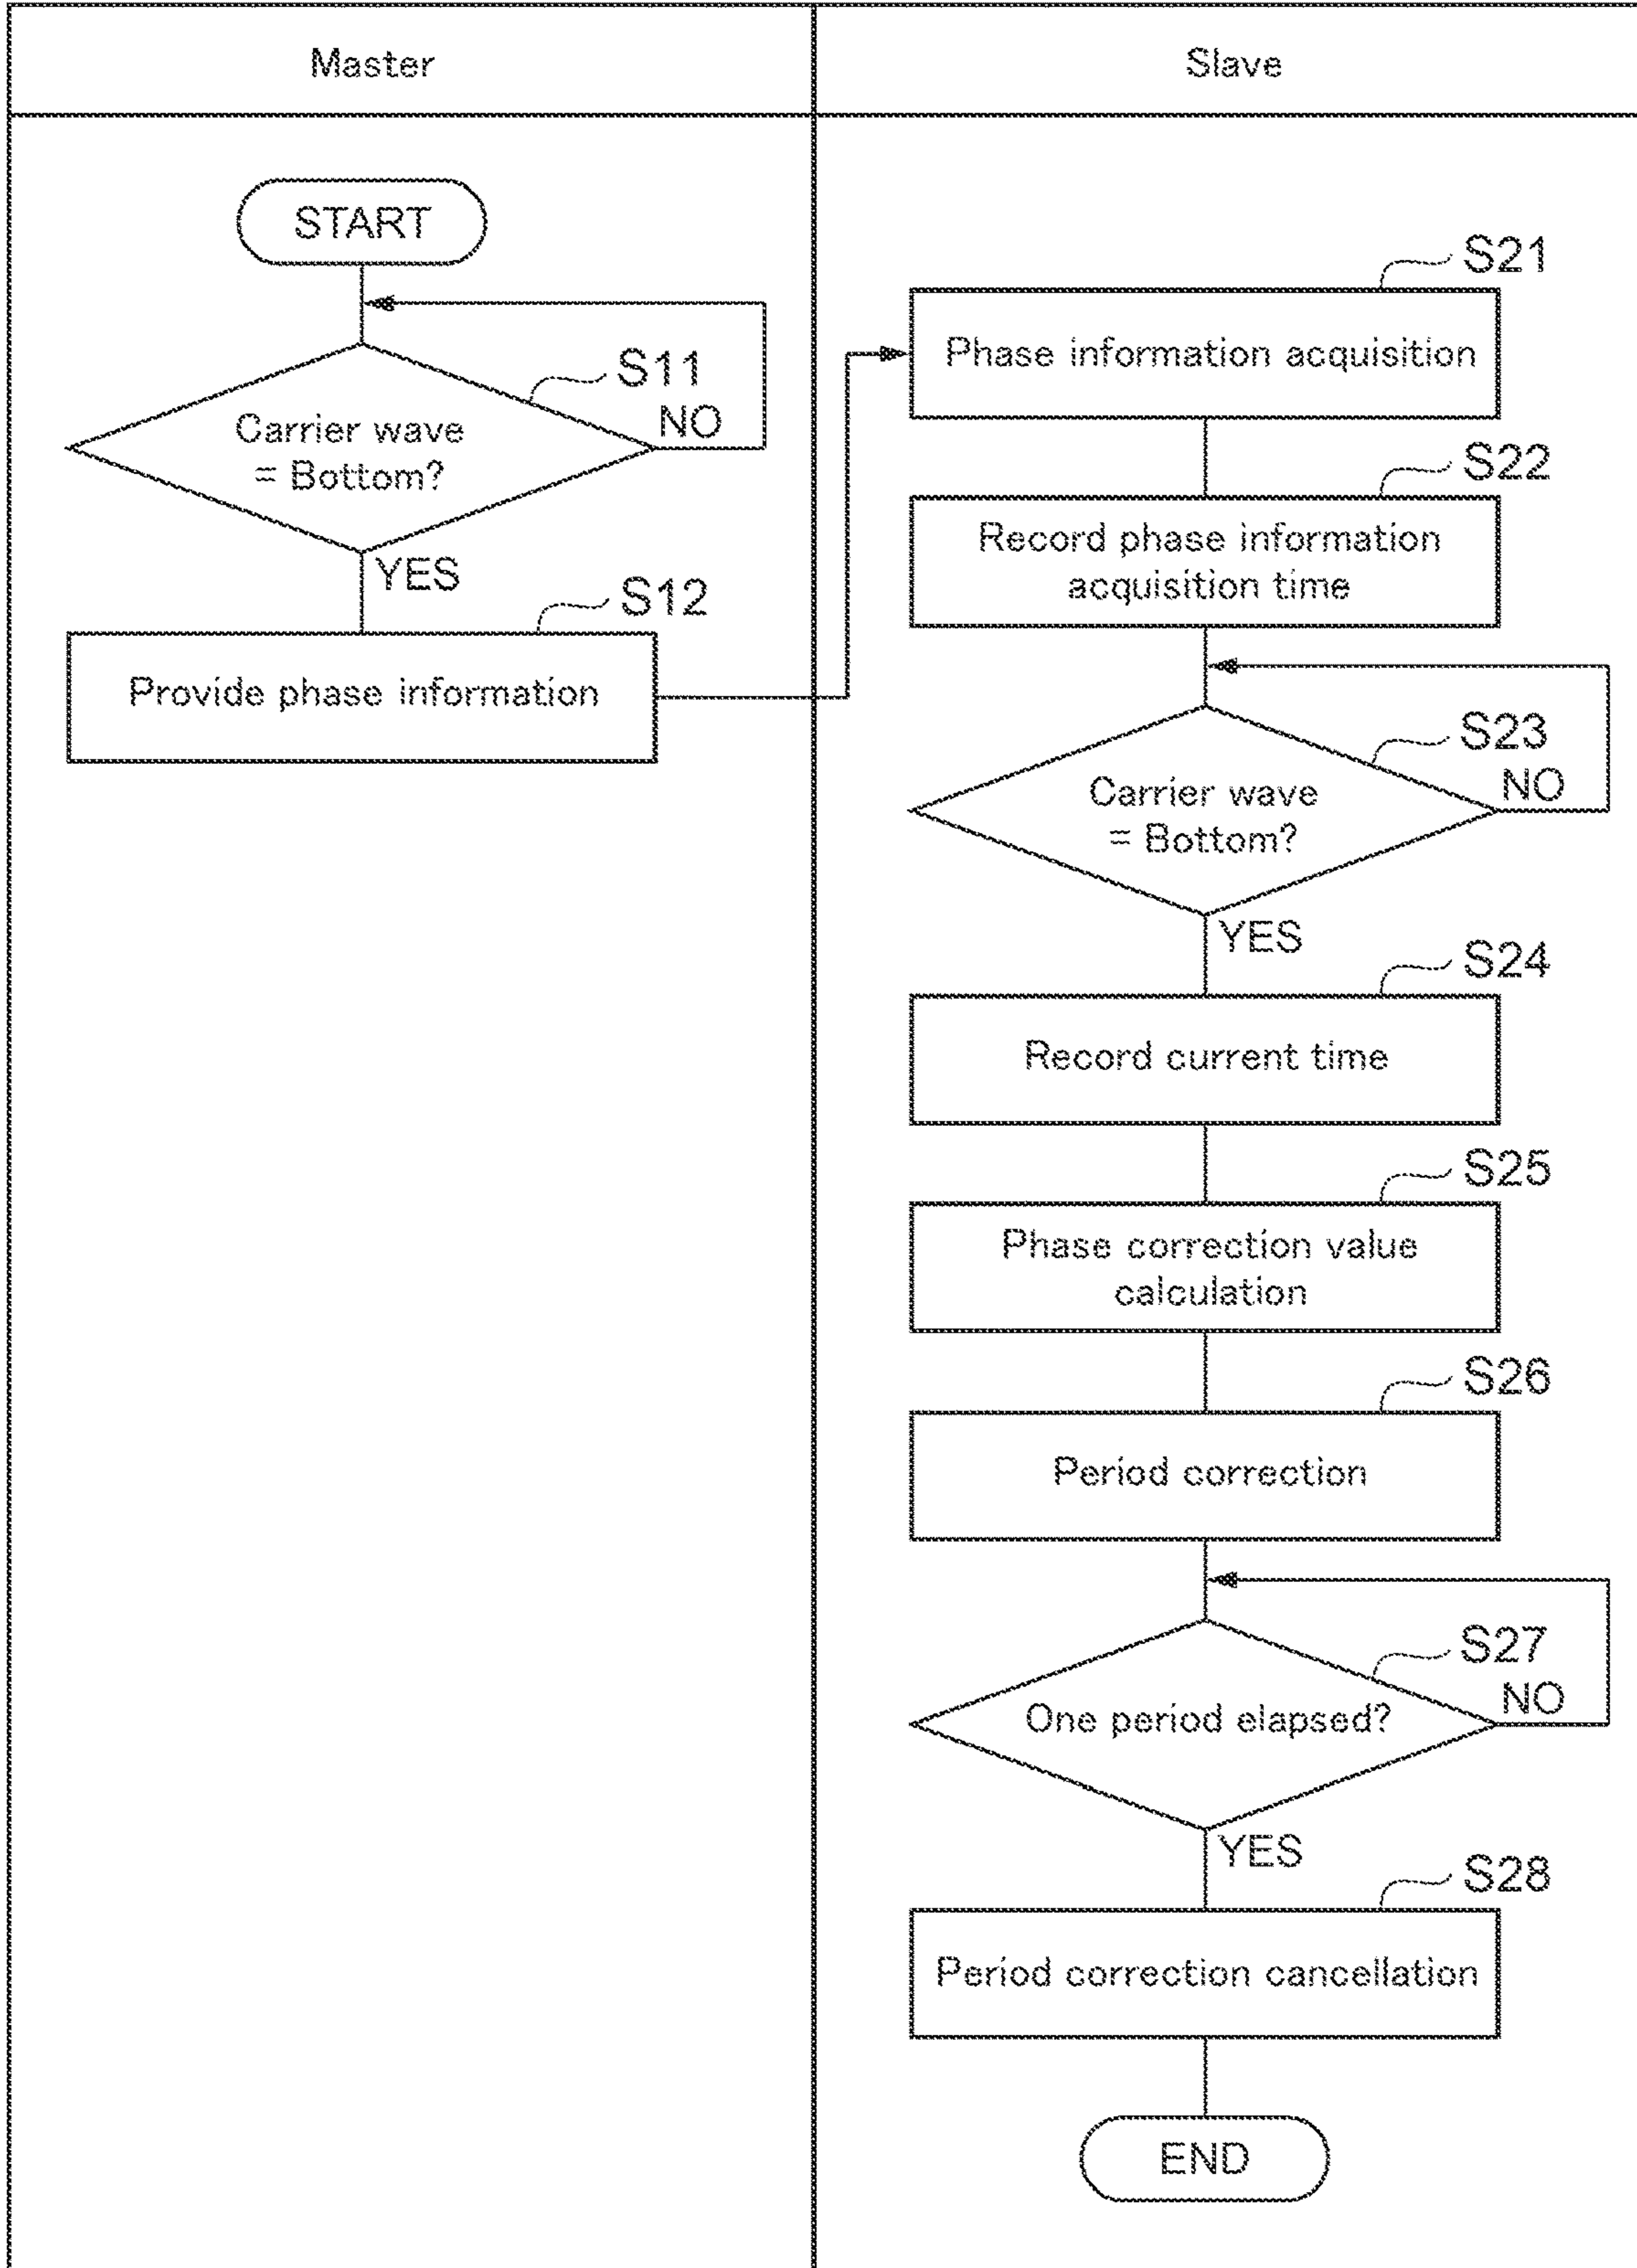 Master
Slave
START
S11
NO
Carrier wave
= Bottom?
YES
S12
Provide phase information
S21
Phase information acquisition
S22
Record phase information
acquisition time
S23
NO
Carrier wave
= Bottom?
YES
S24
Record current time
S25
Phase correction value
calculation
S26
Period correction
S27
NO
One period elapsed?
YES
S28
Period correction cancellation
END